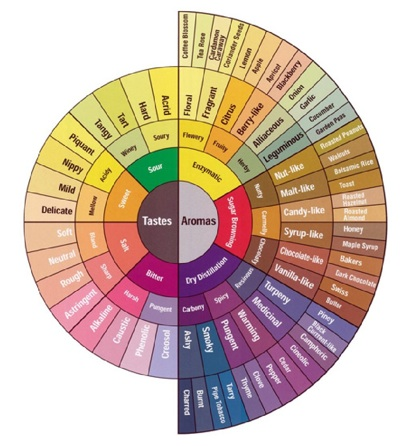 Coffee Blossom
Tea Rose
Cardamon
Caraway
Coriander Seeds
Lemon
Apple
Apricot
Blackberry
Onion
Garlic
Cucumber
Garden Peas
Roasted Peanuts
Walnuts
Balsamic Rice
Toast
Roasted
Hazelnut
Roasted
Almond
Honey
Maple Syrup
Bakers
Dark Chocolate
Swiss
Butter
Piney
Black
Currant-like
Camphoric
Cineolic
Cedar
Pepper
Clove
Thyme
Tarry
Pipe Tobacco
Burnt
Charred
Floral
Fragrant
Citrus
Berry-like
Alliaceous
Leguminous
Nut-like
Malt-like
Candy-like
Syrup-like
Chocolate-like
Vanilla-like
Turpeny
Medicinal
Warming
Pungent
Smoky
Ashy
Flowery
Fruity
Herby
Nutty
Caramelly
Chocolaty
Resinous
Spicy
Carbony
Enzymatic
Sugar Browning
Dry Distillation
Aromas
Tastes
Sour
Sweet
Salt
Bitter
Soury
Winey
Acidy
Mellow
Bland
Sharp
Harsh
Pungent
Acrid
Hard
Tart
Tangy
Piquant
Nippy
Mild
Delicate
Soft
Neutral
Rough
Astringent
Alkaline
Caustic
Phenolic
Creosol